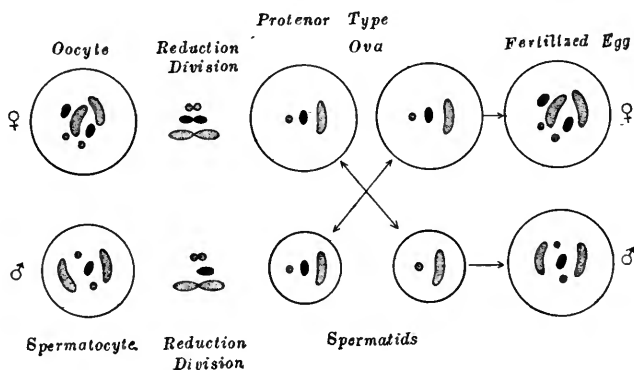 Protenor Type
Oocyte
Reduction
Division
Ova
Fertilized Egg
♀
♀
♂
♂
Spermatocyte.
Reduction
Division
Spermatids